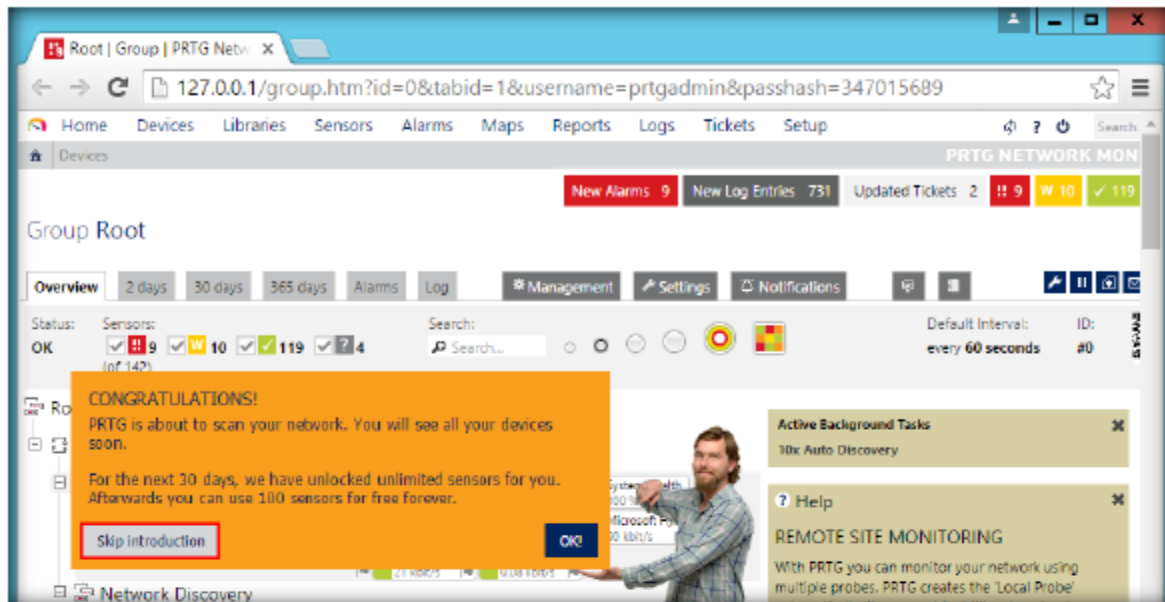 Root | Group | PRTG Netw
127.0.0.1/group.htm?id=0&tabid=1&username=prtgadmin&passhash=347015689
Home Devices Libraries Sensors Alarms Maps Reports Logs Tickets Setup ? Search.
Devices PRTG NETWORK MON
New Alarms 9 New Log Entries 731 Updated Tickets 2 !! 9 W 10 119
Group Root
Overview 2 days 30 days 365 days Alarms Log Management Settings Notifications
Status: Sensors: Search: Default Interval: ID:
OK !! 9 W 10 119 ? 4 Search... every 60 seconds #0
(of 142)
Ro
CONGRATULATIONS!
PRTG is about to scan your network. You will see all your devices
soon.
For the next 30 days, we have unlocked unlimited sensors for you.
Afterwards you can use 100 sensors for free forever.
Skip introduction OK!
Network Discovery
Active Background Tasks
10x Auto Discovery
? Help
REMOTE SITE MONITORING
With PRTG you can monitor your network using
multiple probes. PRTG creates the 'Local Probe'